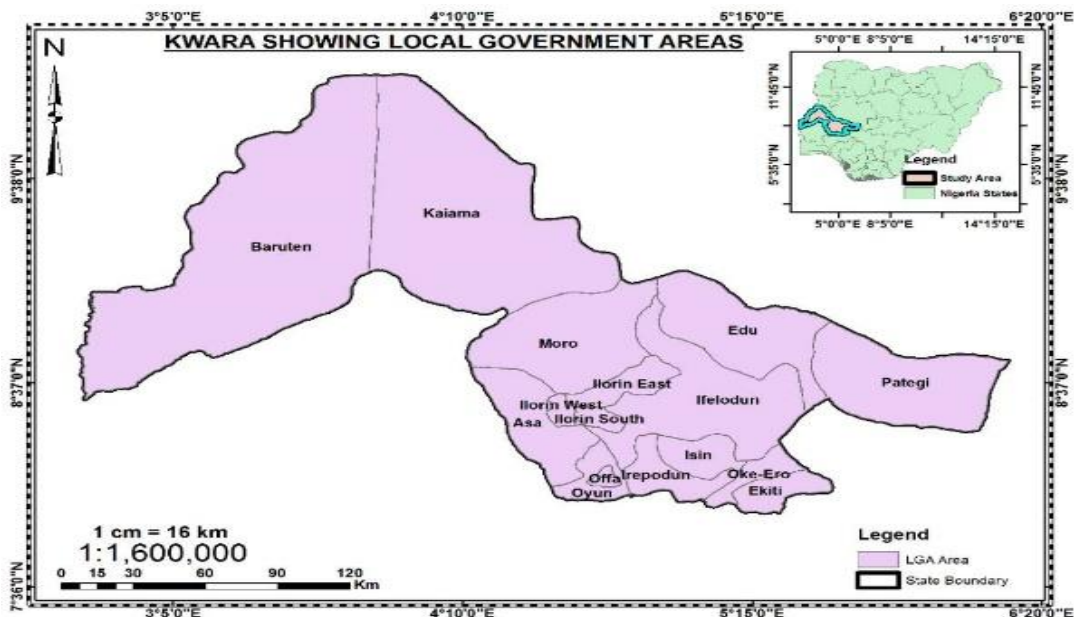 3°5'0"E 4°10'0"E 5°15'0"E 6°20'0"E
KWARA SHOWING LOCAL GOVERNMENT AREAS
N
5°0'0"E 8°5'0"E 14°15'0"E
11°45'0"N
11°45'0"N
5°35'0"N
5°35'0"N
Legend
Study Area
Nigeria States
5°0'0"E 8°5'0"E 14°15'0"E
9°38'0"N
9°38'0"N
Kaiama
Baruten
Edu
Moro
8°37'0"N
8°37'0"N
Ilorin East
Pategi
Ifelodun
Ilorin West
Ilorin South
Asa
Isin
Offa
Irepodun
Oke-Ero
Oyun
Ekiti
1 cm = 16 km
1:1,600,000
0 15 30 60 90 120
Km
Legend
LGA Area
State Boundary
7°36'0"N
3°5'0"E 4°10'0"E 5°15'0"E 6°20'0"E